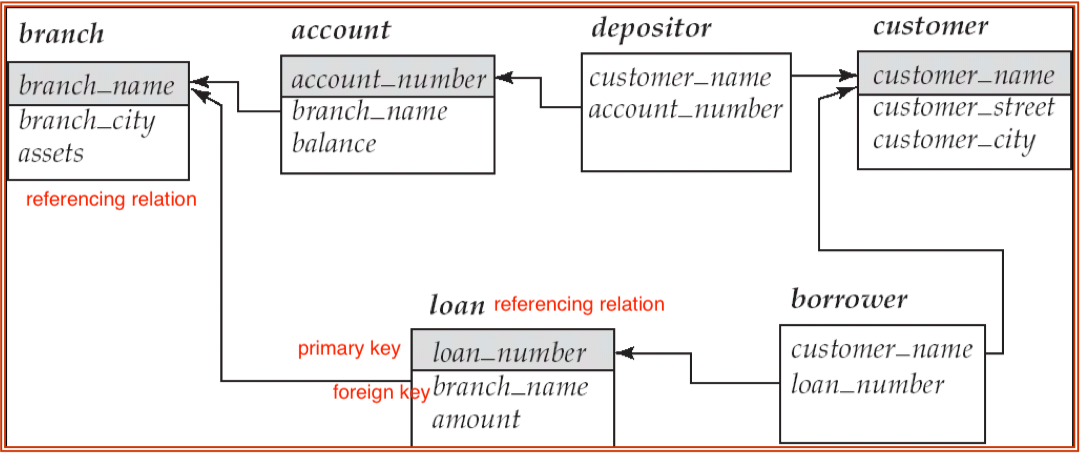 branch
branch_name
branch_city
assets
referencing relation
account
account_number
branch_name
balance
depositor
customer_name
account_number
customer
customer_name
customer_street
customer_city
loan
referencing relation
primary key
loan_number
foreign key
branch_name
amount
borrower
customer_name
loan_number